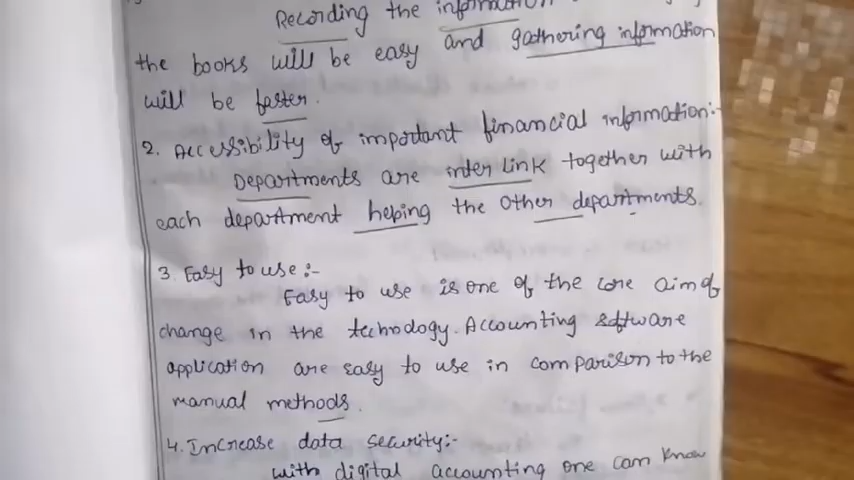 Recording the information
the books will be easy and gathering information
will be faster.
2. Accessibility of important financial information:-
Departments are inter link together with
each department helping the other departments.
3. Easy to use:-
Easy to use is one of the core aim of
change in the technology. Accounting software
application are easy to use in comparison to the
manual methods.
4. Increase data security:-
with digital accounting one can know